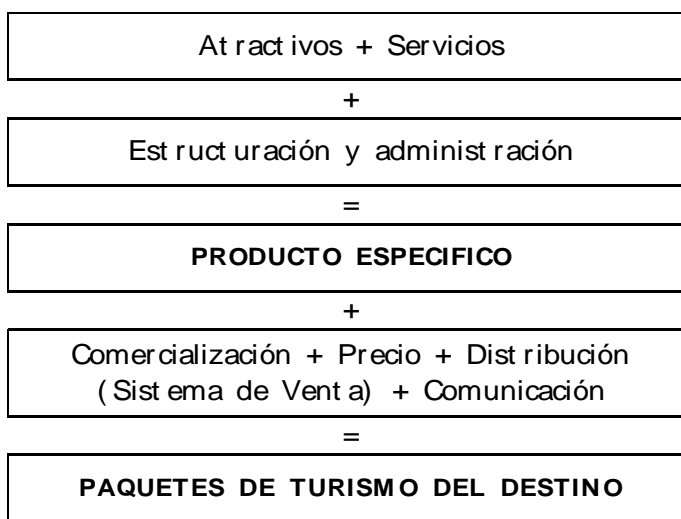 Atractivos + Servicios
+
Estructuración y administración
=
PRODUCTO ESPECIFICO
+
Comercialización + Precio + Distribución
(Sistema de Venta) + Comunicación
=
PAQUETES DE TURISMO DEL DESTINO